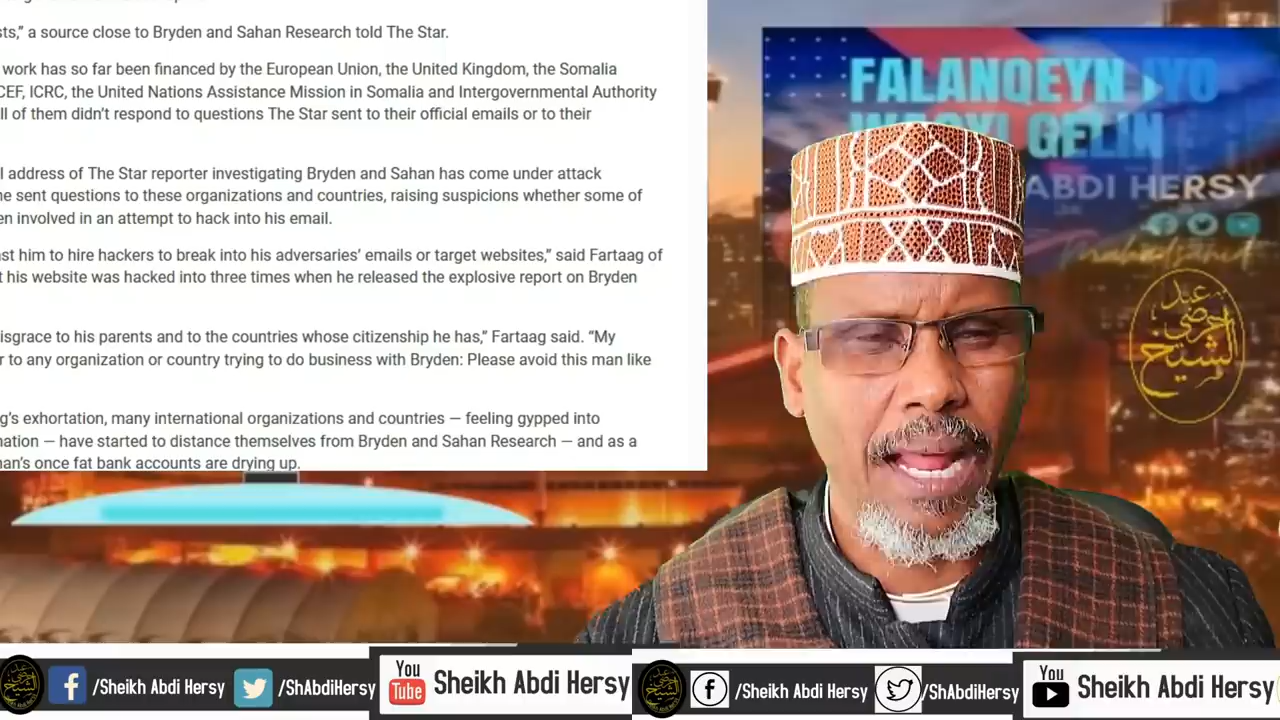 sts,” a source close to Bryden and Sahan Research told The Star.
work has so far been financed by the European Union, the United Kingdom, the Somalia
CEF, ICRC, the United Nations Assistance Mission in Somalia and Intergovernmental Authority
ll of them didn’t respond to questions The Star sent to their official emails or to their
l address of The Star reporter investigating Bryden and Sahan has come under attack
ne sent questions to these organizations and countries, raising suspicions whether some of
en involved in an attempt to hack into his email.
ast him to hire hackers to break into his adversaries’ emails or target websites,” said Fartaag of
t his website was hacked into three times when he released the explosive report on Bryden
isgrace to his parents and to the countries whose citizenship he has,” Fartaag said. “My
r to any organization or country trying to do business with Bryden: Please avoid this man like
g’s exhortation, many international organizations and countries — feeling gypped into
nation — have started to distance themselves from Bryden and Sahan Research — and as a
nan’s once fat bank accounts are drying up.
FALANQEYN IYO
GELIN
ABDI HERSY
Mahadsanid
عبد
الشيخ
/Sheikh Abdi Hersy
/ShAbdiHersy
You Tube
Sheikh Abdi Hersy
/Sheikh Abdi Hersy
/ShAbdiHersy
You
Sheikh Abdi Hersy